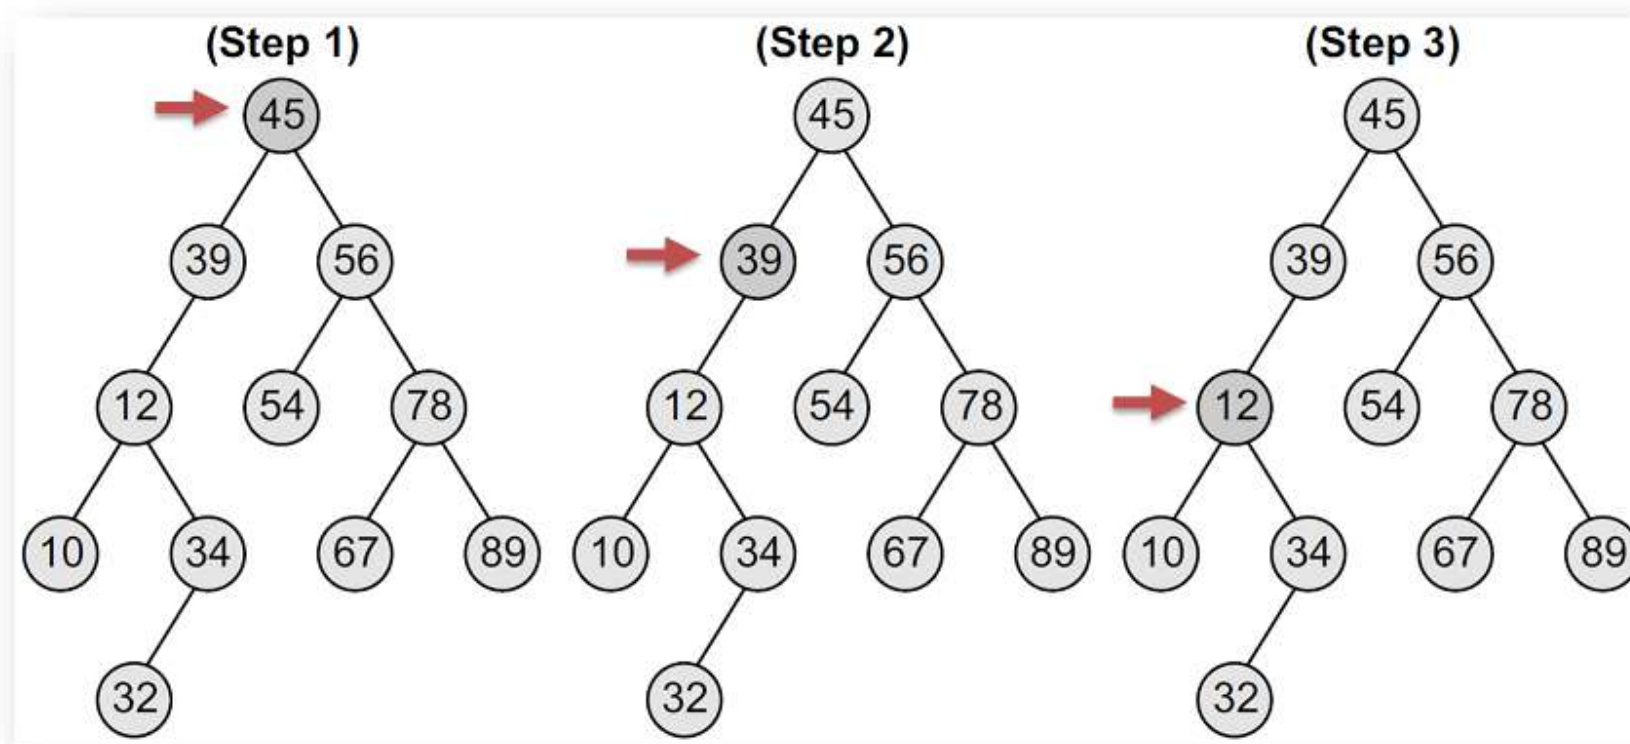 (Step 1) (Step 2) (Step 3)
45 45 45
39 56 39 56 39 56
12 54 78 12 54 78 12 54 78
10 34 67 89 10 34 67 89 10 34 67 89
32 32 32